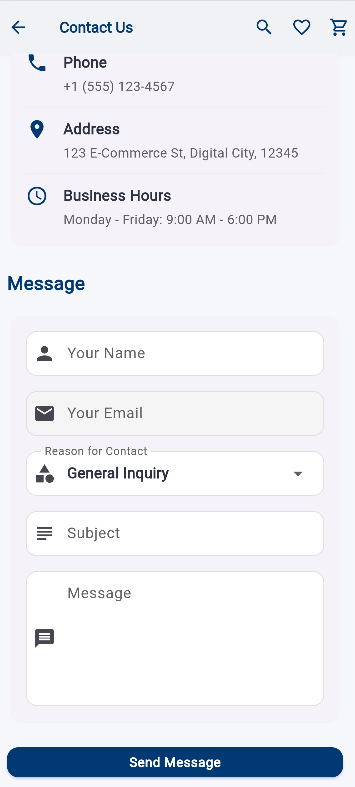 Contact Us
Phone
+1 (555) 123-4567
Address
123 E-Commerce St, Digital City, 12345
Business Hours
Monday - Friday: 9:00 AM - 6:00 PM
Message
Your Name
Your Email
Reason for Contact
General Inquiry
Subject
Message
Send Message